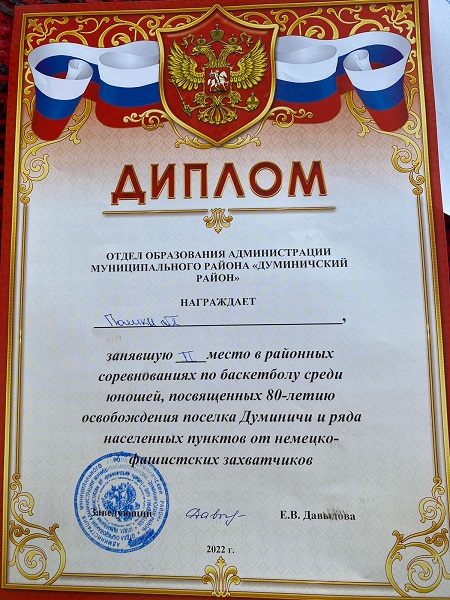 ДИПЛОМ
ОТДЕЛ ОБРАЗОВАНИЯ АДМИНИСТРАЦИИ
МУНИЦИПАЛЬНОГО РАЙОНА «ДУМИНИЧСКИЙ
РАЙОН»
НАГРАЖДАЕТ
,
занявшую II место в районных
соревнованиях по баскетболу среди
юношей, посвященных 80-летию
освобождения поселка Думиничи и ряда
населенных пунктов от немецко-
фашистских захватчиков
Заведующий Е.В. Давыдова
2022 г.